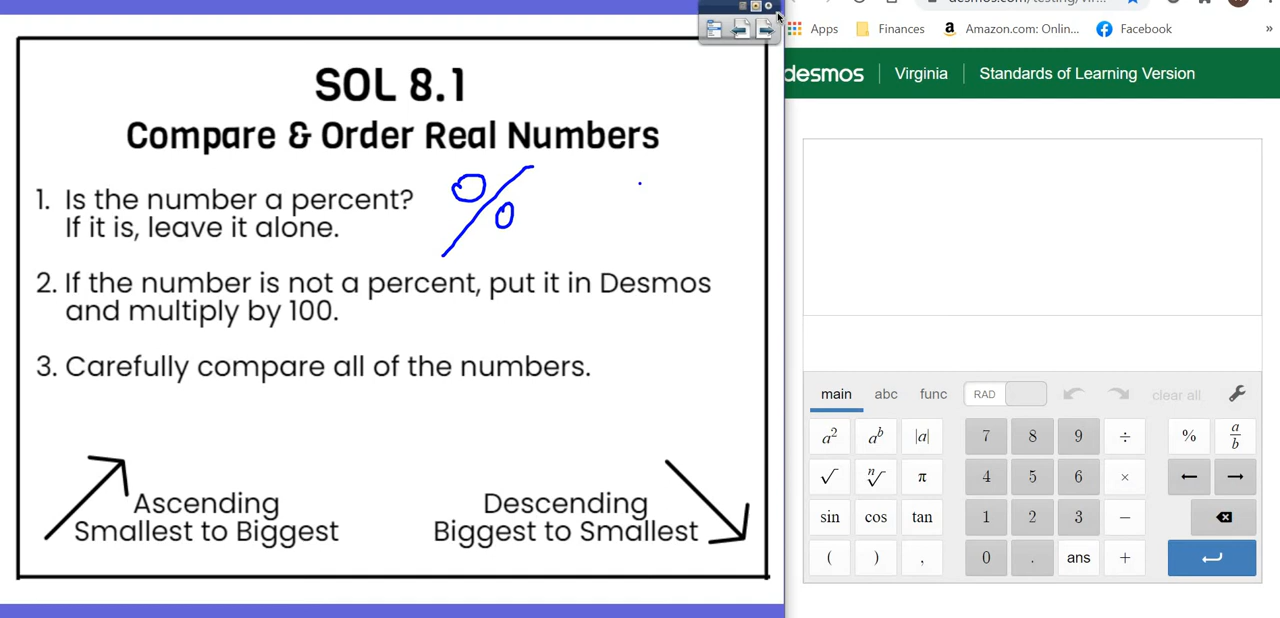 SOL 8.1
Compare & Order Real Numbers
1. Is the number a percent?
If it is, leave it alone.
%
2. If the number is not a percent, put it in Desmos
and multiply by 100.
3. Carefully compare all of the numbers.
Ascending
Smallest to Biggest
Descending
Biggest to Smallest
Apps Finances Amazon.com: Onlin... Facebook »
desmos Virginia Standards of Learning Version
main abc func RAD clear all
a² aᵇ |a| 7 8 9 ÷ % a/b
√ ⁿ√ π 4 5 6 × ← →
sin cos tan 1 2 3 −
( ) , 0 . ans +